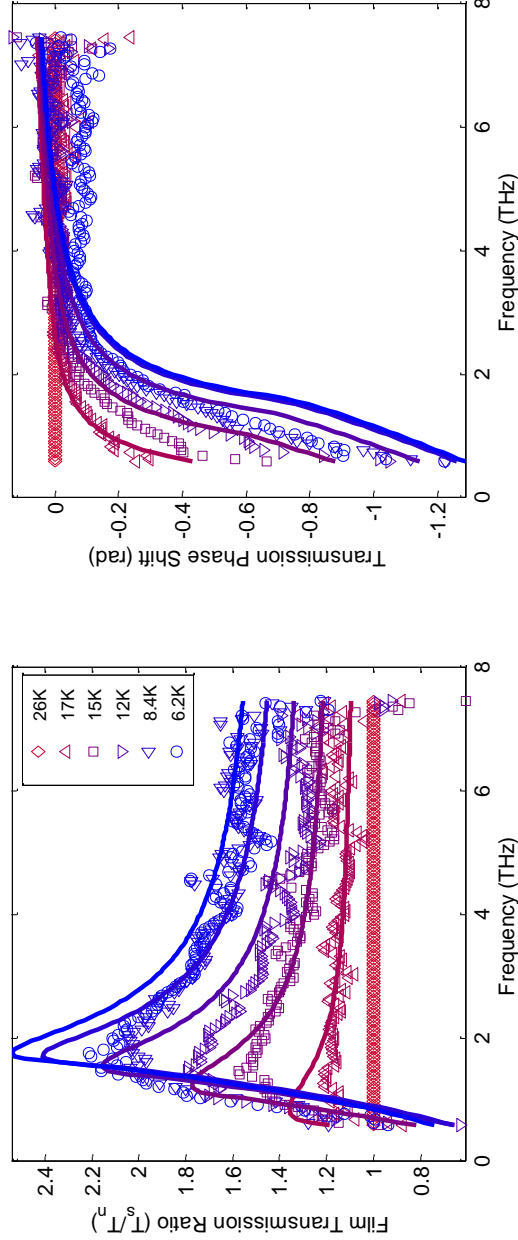 2.4
2.2
2
1.8
1.6
1.4
1.2
1
0.8
Film Transmission Ratio (Ts/Tn)
0
2
4
6
8
Frequency (THz)
26K
17K
15K
12K
8.4K
6.2K
0
-0.2
-0.4
-0.6
-0.8
-1
-1.2
Transmission Phase Shift (rad)
0
2
4
6
8
Frequency (THz)